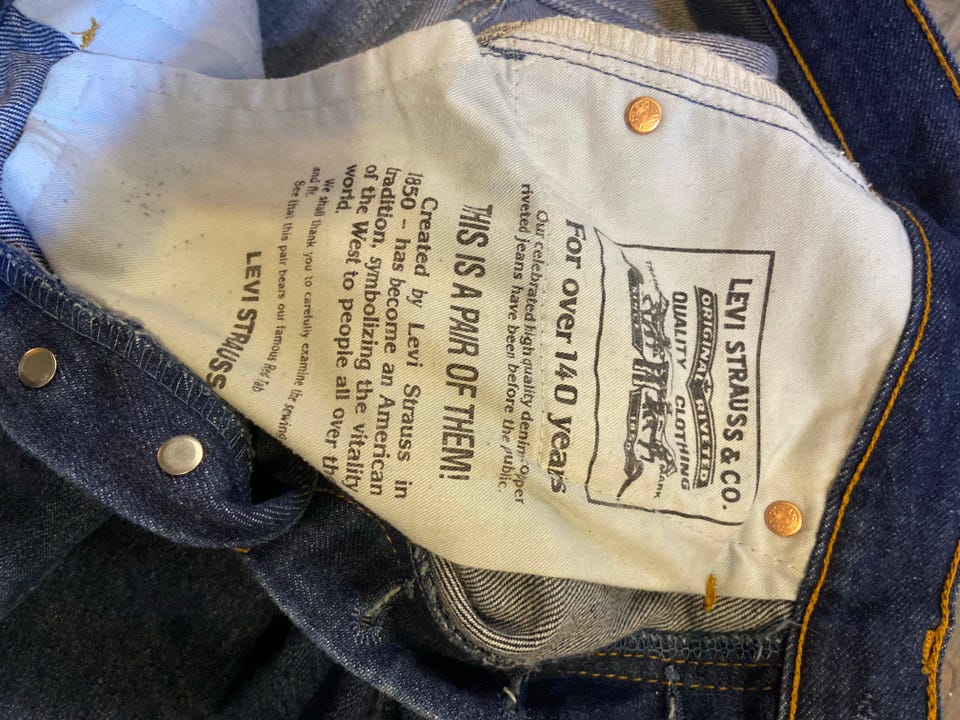 LEVI STRAUSS & CO.
ORIGINAL RIVETED
QUALITY CLOTHING
MARK
For over 140 years
Our celebrated high quality denim copper
riveted jeans have been before the public.
THIS IS A PAIR OF THEM!
Created by Levi Strauss in
1850 – has become an American
tradition, symbolizing the vitality
of the West to people all over the
world.
We shall thank you to carefully examine the sewing
and fit.
See that this pair bears our famous Red Tab.
LEVI STRAUSS